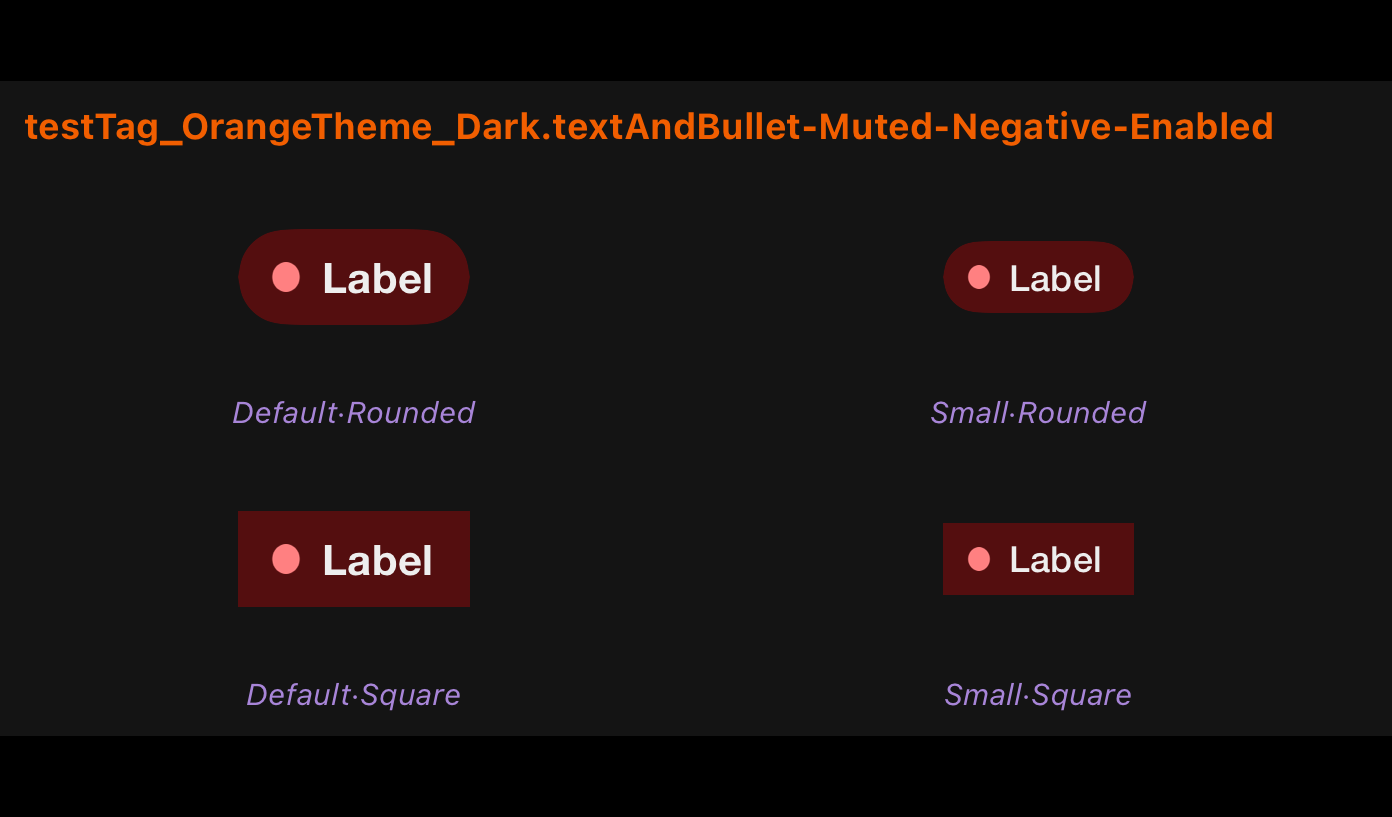 testTag_OrangeTheme_Dark.textAndBullet-Muted-Negative-Enabled
Label
Label
Default·Rounded
Small·Rounded
Label
Label
Default·Square
Small·Square